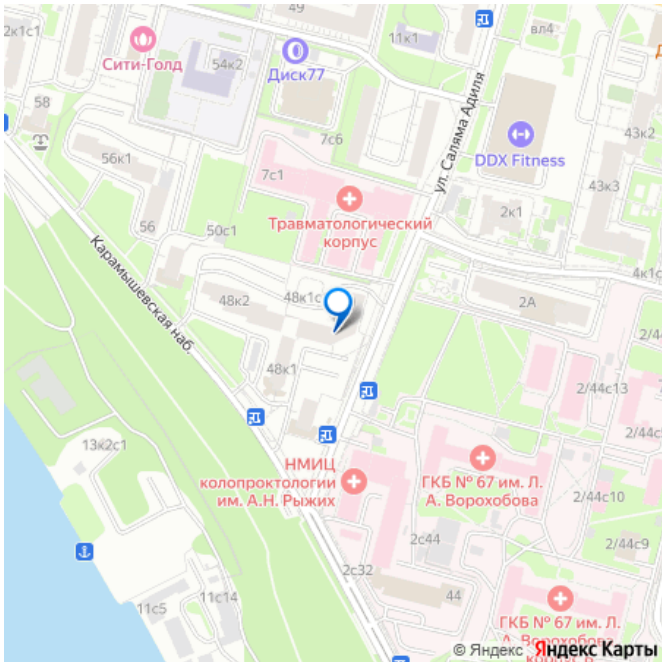 49
2к1с1
Сити-Голд
54к2
Диск77
11к1
вл4
58
56к1
7с6
7с1
ул. Саляма Адиля
DDX Fitness
43к2
43к3
Травматологический
корпус
2к1
56
50с1
Карамышевская наб.
4к1с
48к2
48к1с
2А
48к1
2/44с13
2/44с
13к2с1
НМИЦ
колопроктологии
им. А.Н. Рыжих
ГКБ № 67 им. Л.
А. Ворохобова
2/44с10
2с44
2/44с9
2с32
44
11с5
11с14
ГКБ № 67 им. Л.
А. Ворохобова
© Яндекс Яндекс Карты